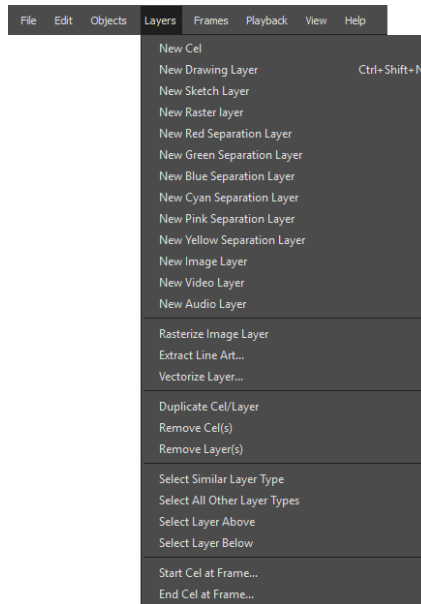 File Edit Objects Layers Frames Playback View Help
New Cel
New Drawing Layer Ctrl+Shift+N
New Sketch Layer
New Raster layer
New Red Separation Layer
New Green Separation Layer
New Blue Separation Layer
New Cyan Separation Layer
New Pink Separation Layer
New Yellow Separation Layer
New Image Layer
New Video Layer
New Audio Layer
Rasterize Image Layer
Extract Line Art...
Vectorize Layer...
Duplicate Cel/Layer
Remove Cel(s)
Remove Layer(s)
Select Similar Layer Type
Select All Other Layer Types
Select Layer Above
Select Layer Below
Start Cel at Frame...
End Cel at Frame...